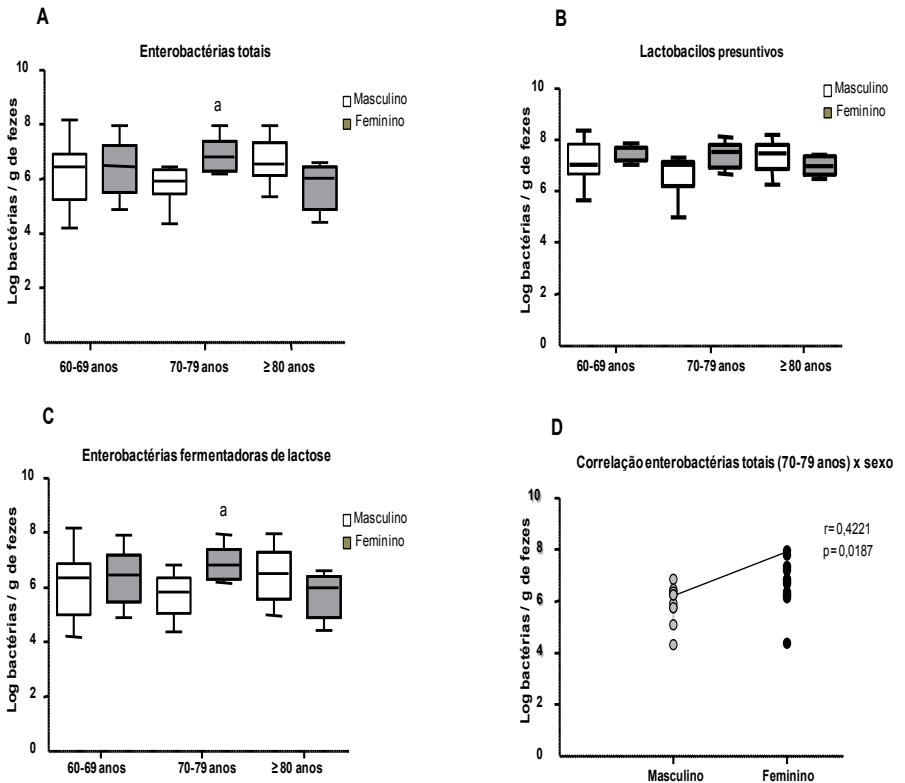 A
Enterobactérias totais
Log bactérias / g de fezes
10
8
6
4
2
0
a
Masculino
Feminino
60-69 anos
70-79 anos
≥ 80 anos
B
Lactobacilos presuntivos
Log bactérias / g de fezes
10
8
6
4
2
0
Masculino
Feminino
60-69 anos
70-79 anos
≥ 80 anos
C
Enterobactérias fermentadoras de lactose
Log bactérias / g de fezes
10
8
6
4
2
0
a
Masculino
Feminino
60-69 anos
70-79 anos
≥ 80 anos
D
Correlação enterobactérias totais (70-79 anos) x sexo
Log bactérias / g de fezes
10
8
6
4
2
0
r=0,4221
p=0,0187
Masculino
Feminino